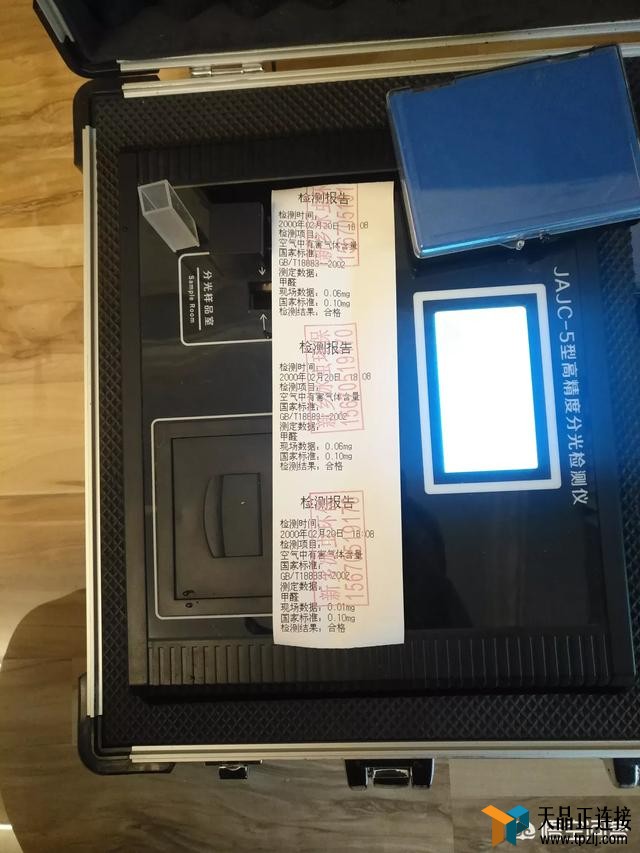 检测报告
检测时间:
2000年02月20日 18:08
检测项目:
空气中有害气体含量
国家标准:
GB/T18883--2002
测定数据:
甲醛
现场数据: 0.06mg
国家标准: 0.10mg
检测结果: 合格
检测报告
检测时间:
2000年02月20日 18:08
检测项目:
空气中有害气体含量
国家标准:
GB/T18883--2002
测定数据:
甲醛
现场数据: 0.06mg
国家标准: 0.10mg
检测结果: 合格
检测报告
检测时间:
2000年02月20日 18:08
检测项目:
空气中有害气体含量
国家标准:
GB/T18883--2002
测定数据:
甲醛
现场数据: 0.01mg
国家标准: 0.10mg
检测结果: 合格
分光样品室
Sample Room
JAJC-5型高精度分光检测仪
天品正连接
www.tpzlj.com